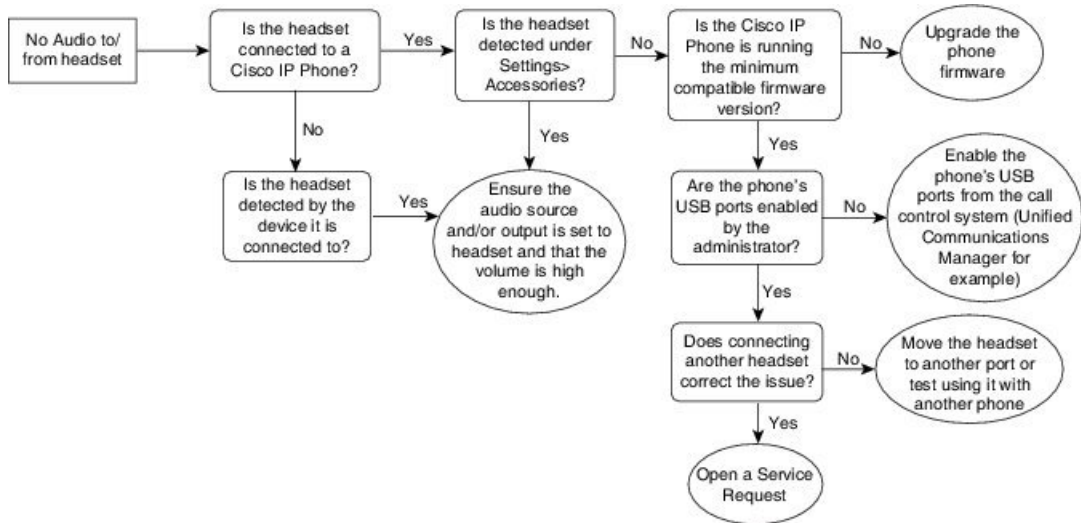 No Audio to/
from headset
Is the headset
connected to a
Cisco IP Phone?
Yes
Is the headset
detected under
Settings>
Accessories?
No
Is the Cisco IP
Phone is running
the minimum
compatible firmware
version?
No
Upgrade the
phone
firmware
No
Yes
Yes
Is the headset
detected by the
device it is
connected to?
Yes
Ensure the
audio source
and/or output is set to
headset and that the
volume is high
enough.
Are the phone's
USB ports enabled
by the
administrator?
No
Enable the
phone's USB
ports from the call
control system (Unified
Communications
Manager for
example)
Yes
Does connecting
another headset
correct the issue?
No
Move the headset
to another port or
test using it with
another phone
Yes
Open a Service
Request